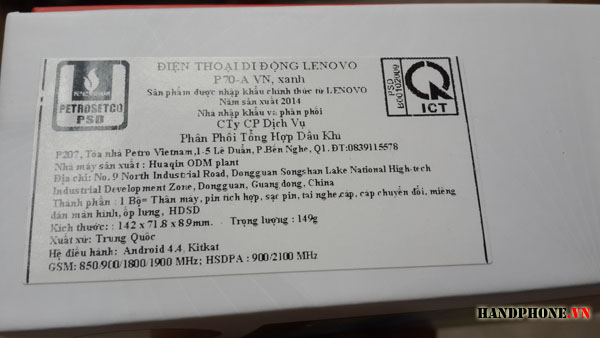 PETROSETCO
PSD
ĐIỆN THOẠI DI ĐỘNG LENOVO
P70-A VN, xanh
Sản phẩm được nhập khẩu chính thức từ LENOVO
Năm sản xuất 2014
Nhà nhập khẩu và phân phối
CTy CP Dịch Vụ
Phân Phối Tổng Hợp Dầu Khí
PSD
B00102009
ICT
P207, Tòa nhà Petro Vietnam,1-5 Lê Duẩn, P.Bến Nghé, Q1. ĐT:0839115578
Nhà máy sản xuất : Huaqin ODM plant
Địa chỉ: No. 9 North Industrial Road, Dongguan Songshan Lake National High-tech
Industrial Development Zone, Dongguan, Guangdong, China
Thành phần : 1 Bộ= Thân máy, pin tích hợp, sạc pin, tai nghe,cáp, cáp chuyển đổi, miếng
dán màn hình, ốp lưng, HDSD
Kích thước: : 142 x 71.8 x 8.9mm. Trọng lượng : 149g
Xuất xứ: Trung Quốc
Hệ điều hành: Android 4.4, Kitkat
GSM: 850/900/1800/1900 MHz; HSDPA : 900/2100 MHz
HANDPHONE.VN